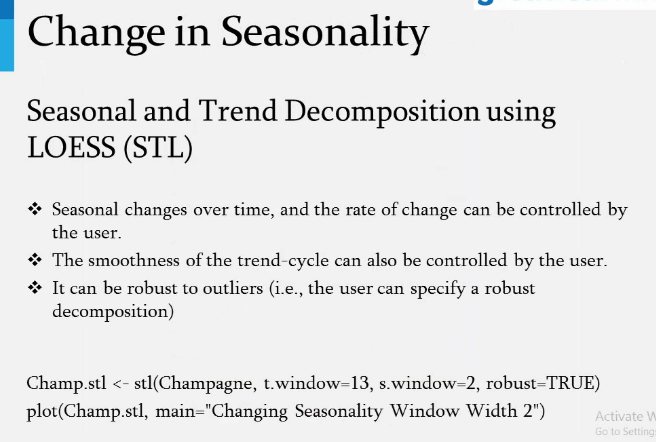 Change in Seasonality
Seasonal and Trend Decomposition using
LOESS (STL)
❖ Seasonal changes over time, and the rate of change can be controlled by
the user.
❖ The smoothness of the trend-cycle can also be controlled by the user.
❖ It can be robust to outliers (i.e., the user can specify a robust
decomposition)
Champ.stl <- stl(Champagne, t.window=13, s.window=2, robust=TRUE)
plot(Champ.stl, main="Changing Seasonality Window Width 2")
Activate W
Go to Settings